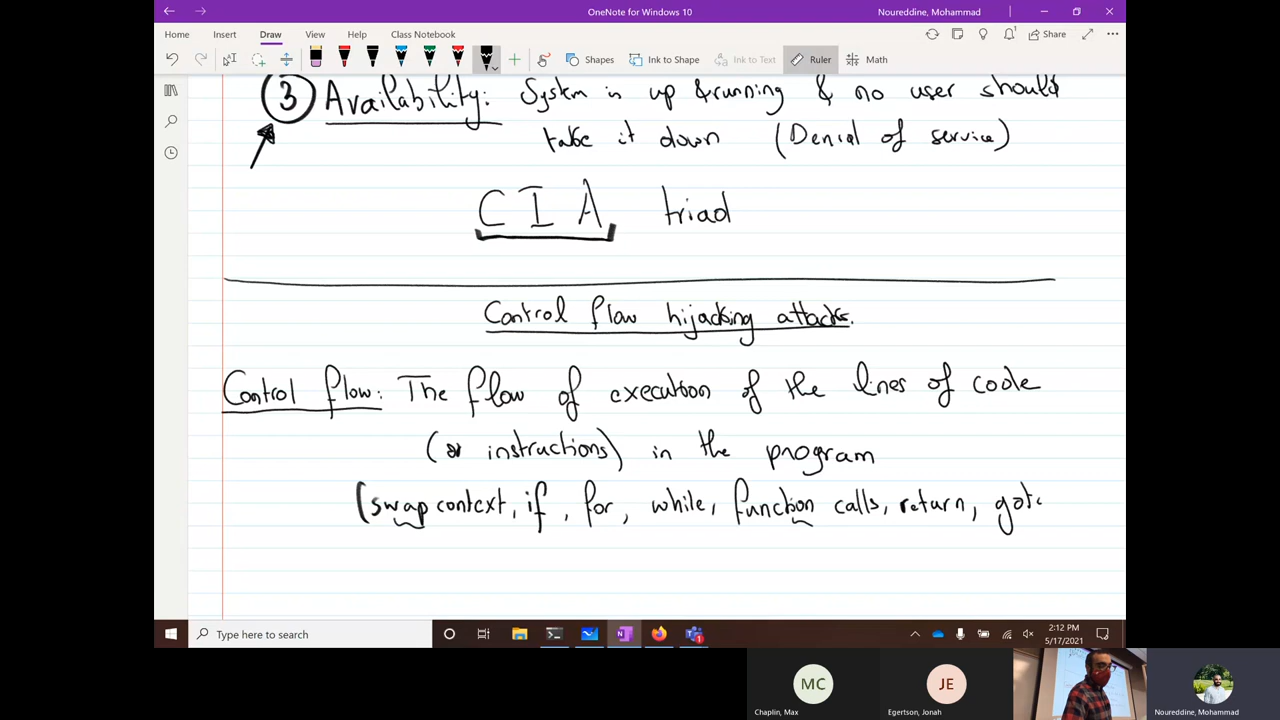 OneNote for Windows 10
Noureddine, Mohammad
Home Insert Draw View Help Class Notebook
Share
Shapes Ink to Shape Ink to Text Ruler Math
3 Availability: System is up & running & no user should
take it down (Denial of service)
C I A triad
Control flow hijacking attacks.
Control flow: The flow of execution of the lines of code
(or instructions) in the program
(swapcontext, if, for, while, function calls, return, goto
Type here to search
2:12 PM
5/17/2021
MC
JE
Chaplin, Max
Egertson, Jonah
Noureddine, Mohammad